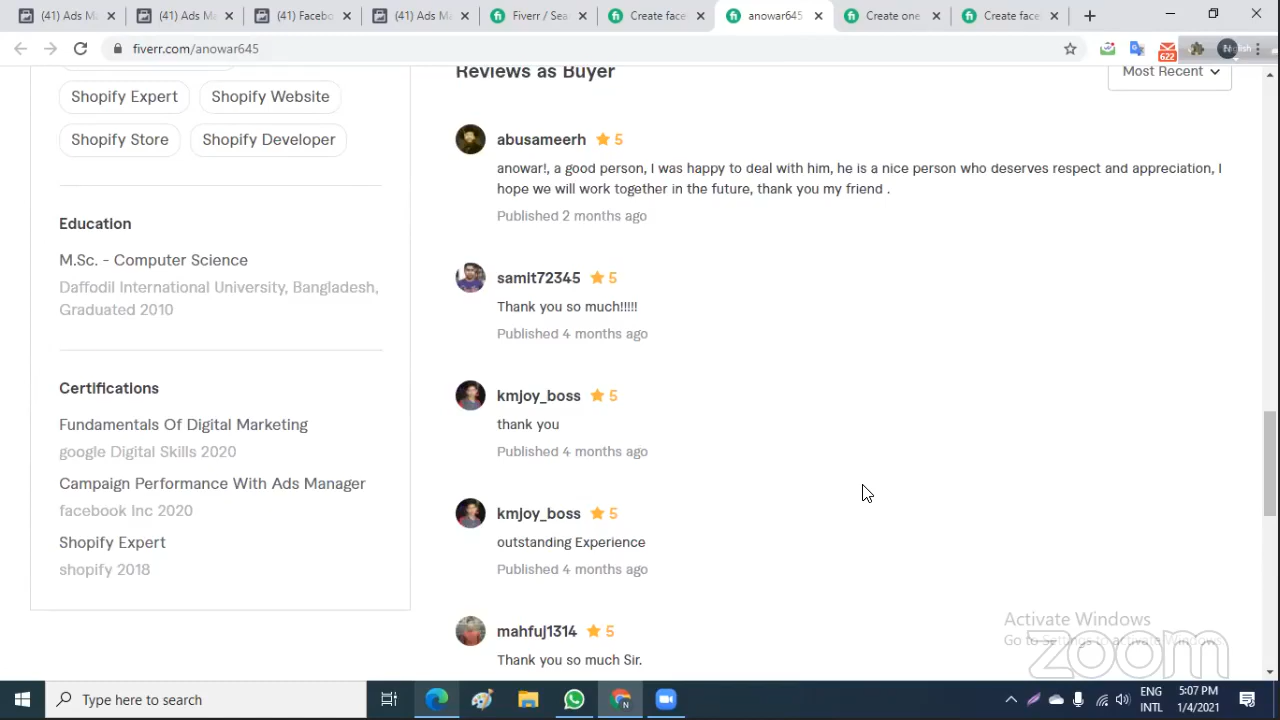 (41) Ads M
(41) Ads M
(41) Facebo
(41) Ads M
Fiverr / Sea
Create face
anowar645
Create one
Create face
fiverr.com/anowar645
622
English
Reviews as Buyer
Most Recent
Shopify Expert
Shopify Website
Shopify Store
Shopify Developer
Education
M.Sc. - Computer Science
Daffodil International University, Bangladesh,
Graduated 2010
Certifications
Fundamentals Of Digital Marketing
google Digital Skills 2020
Campaign Performance With Ads Manager
facebook Inc 2020
Shopify Expert
shopify 2018
abusameerh 5
anowar!, a good person, I was happy to deal with him, he is a nice person who deserves respect and appreciation, I
hope we will work together in the future, thank you my friend .
Published 2 months ago
samit72345 5
Thank you so much!!!!!
Published 4 months ago
kmjoy_boss 5
thank you
Published 4 months ago
kmjoy_boss 5
outstanding Experience
Published 4 months ago
mahfuj1314 5
Thank you so much Sir.
Activate Windows
Go to Settings to activate Windows.
zoom
Type here to search
N
ENG
INTL
5:07 PM
1/4/2021